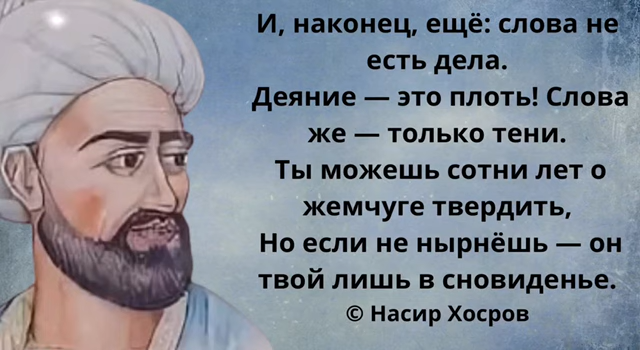 И, наконец, ещё: слова не
есть дела.
Деяние — это плоть! Слова
же — только тени.
Ты можешь сотни лет о
жемчуге твердить,
Но если не нырнёшь — он
твой лишь в сновиденье.
© Насир Хосров